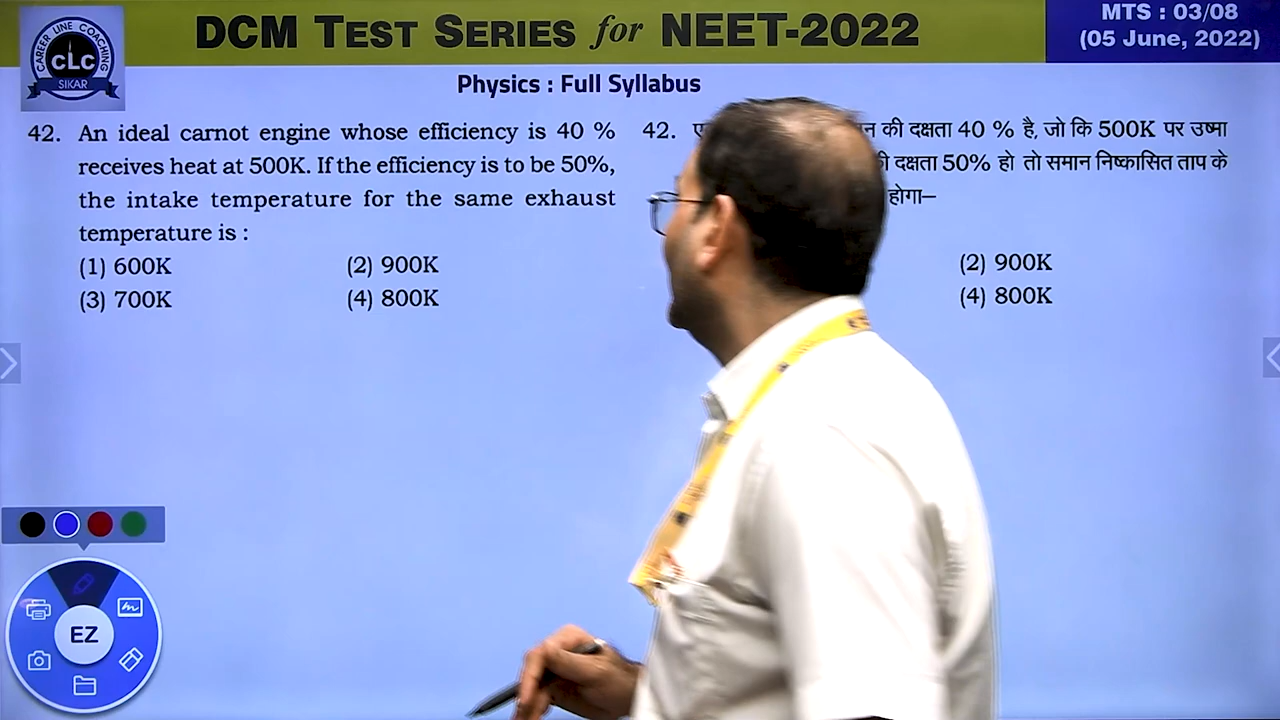 DCM TEST SERIES for NEET-2022
MTS : 03/08
(05 June, 2022)
CAREER LINE COACHING
CLC
SIKAR
Physics : Full Syllabus
42. An ideal carnot engine whose efficiency is 40 %
receives heat at 500K. If the efficiency is to be 50%,
the intake temperature for the same exhaust
temperature is :
(1) 600K (2) 900K
(3) 700K (4) 800K
42. की दक्षता 40 % है, जो कि 500K पर उष्मा
दक्षता 50% हो तो समान निष्कासित ताप के
होगा–
(2) 900K
(4) 800K
EZ